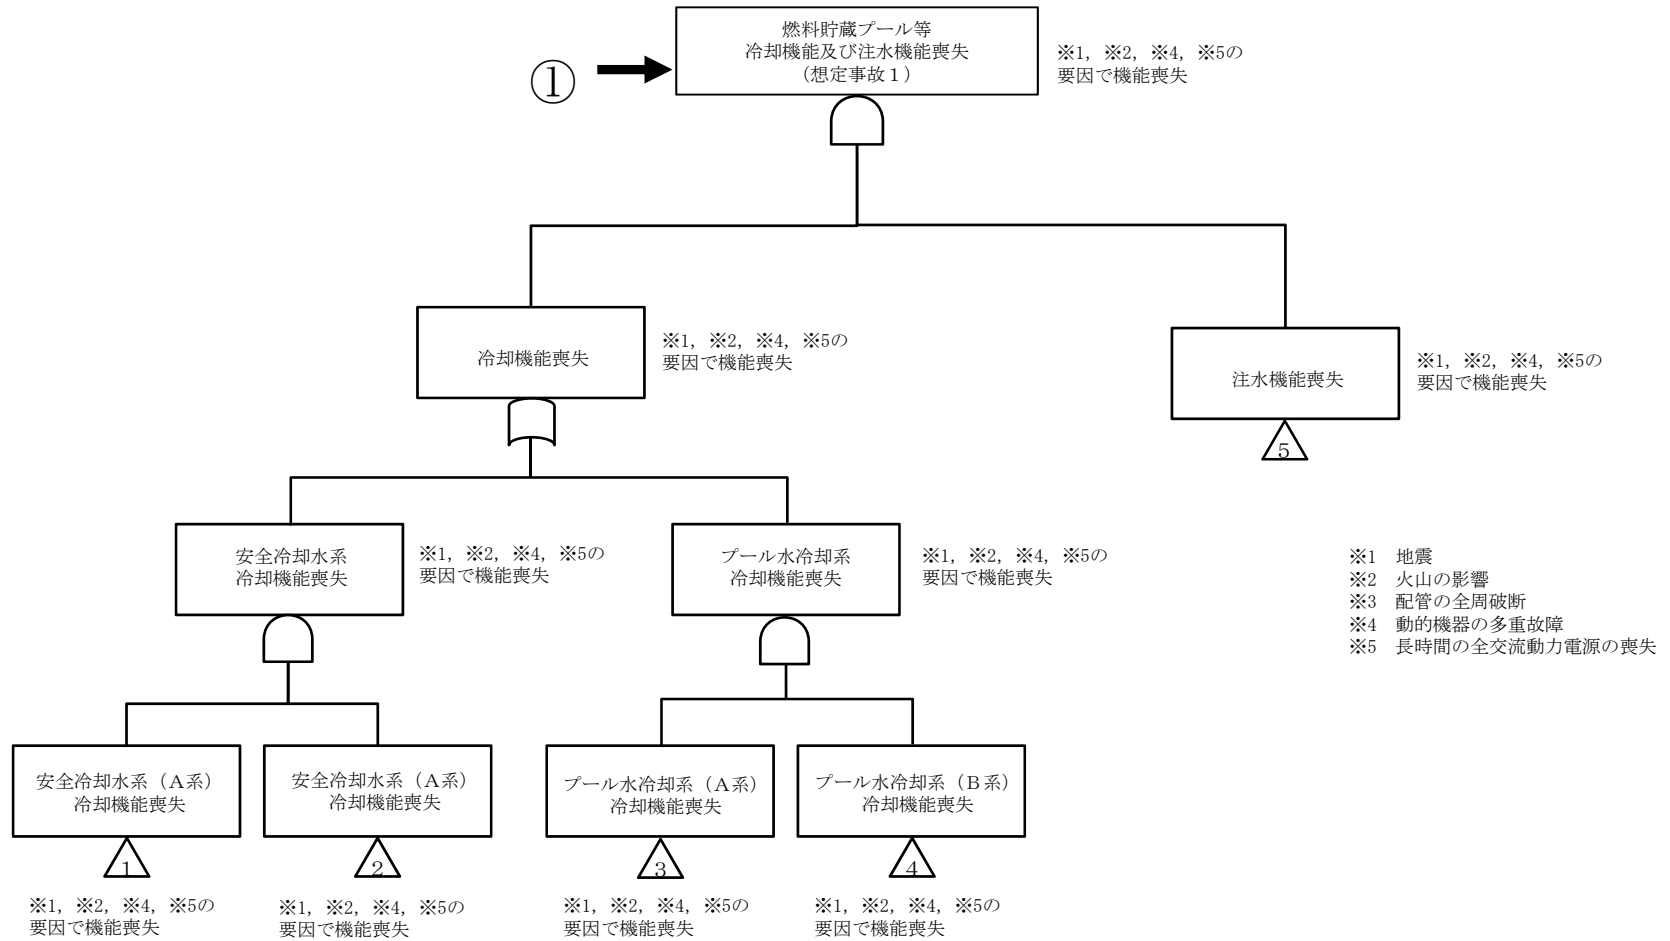 燃料貯蔵プール等
冷却機能及び注水機能喪失
（想定事故１）
※1，※2，※4，※5の
要因で機能喪失
①
冷却機能喪失
※1，※2，※4，※5の
要因で機能喪失
注水機能喪失
※1，※2，※4，※5の
要因で機能喪失
5
安全冷却水系
冷却機能喪失
※1，※2，※4，※5の
要因で機能喪失
プール水冷却系
冷却機能喪失
※1，※2，※4，※5の
要因で機能喪失
※1　地震
※2　火山の影響
※3　配管の全周破断
※4　動的機器の多重故障
※5　長時間の全交流動力電源の喪失
安全冷却水系（Ａ系）
冷却機能喪失
1
※1，※2，※4，※5の
要因で機能喪失
安全冷却水系（Ａ系）
冷却機能喪失
2
※1，※2，※4，※5の
要因で機能喪失
プール水冷却系（Ａ系）
冷却機能喪失
3
※1，※2，※4，※5の
要因で機能喪失
プール水冷却系（Ｂ系）
冷却機能喪失
4
※1，※2，※4，※5の
要因で機能喪失